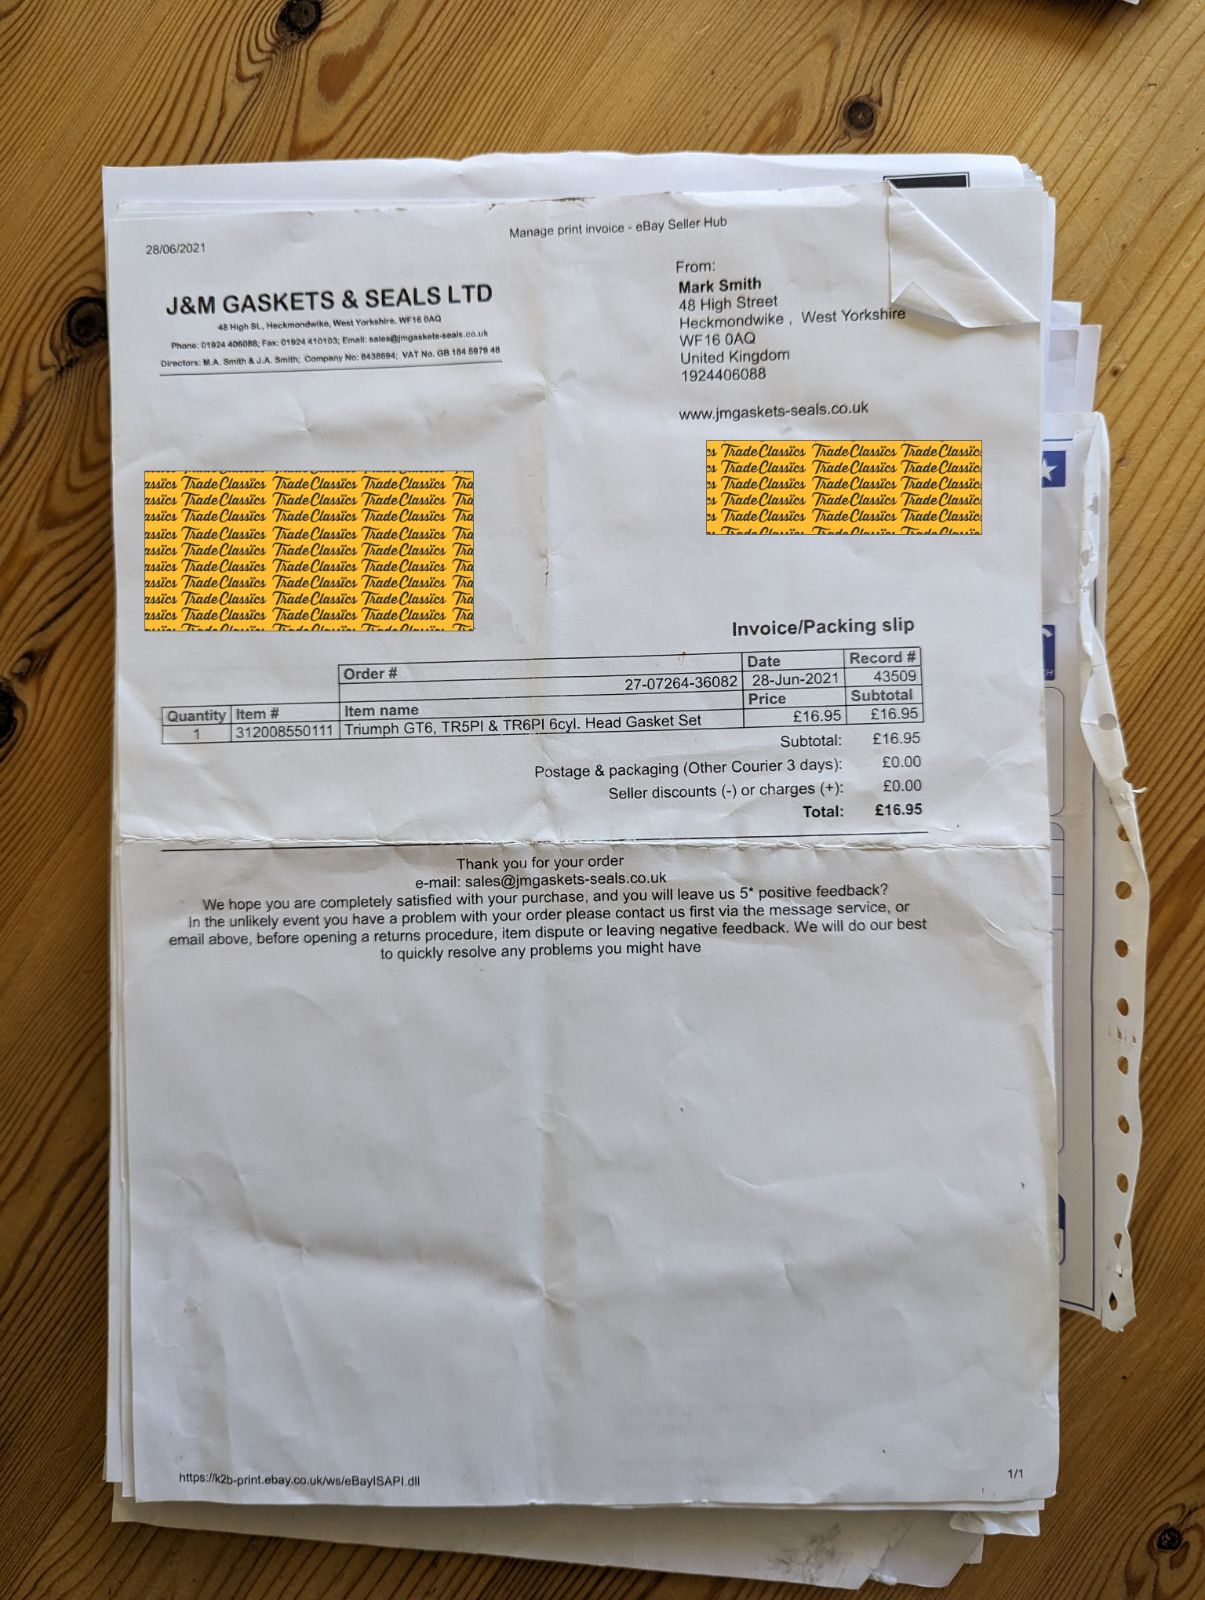 28/06/2021
Manage print invoice - eBay Seller Hub
J&M GASKETS & SEALS LTD
48 High St., Heckmondwike, West Yorkshire. WF16 0AQ
Phone: 01924 406088; Fax: 01924 410103; Email: sales@jmgaskets-seals.co.uk
Directors: M.A. Smith & J.A. Smith; Company No: 8438694; VAT No. GB 184 6979 48
From:
Mark Smith
48 High Street
Heckmondwike , West Yorkshire
WF16 0AQ
United Kingdom
1924406088
www.jmgaskets-seals.co.uk
Trade Classics
Invoice/Packing slip
Order # Date Record #
27-07264-36082 28-Jun-2021 43509
Quantity Item # Item name Price Subtotal
1 312008550111 Triumph GT6, TR5PI & TR6PI 6cyl. Head Gasket Set £16.95 £16.95
Subtotal: £16.95
Postage & packaging (Other Courier 3 days): £0.00
Seller discounts (-) or charges (+): £0.00
Total: £16.95
Thank you for your order
e-mail: sales@jmgaskets-seals.co.uk
We hope you are completely satisfied with your purchase, and you will leave us 5* positive feedback?
In the unlikely event you have a problem with your order please contact us first via the message service, or
email above, before opening a returns procedure, item dispute or leaving negative feedback. We will do our best
to quickly resolve any problems you might have
https://k2b-print.ebay.co.uk/ws/eBayISAPI.dll
1/1